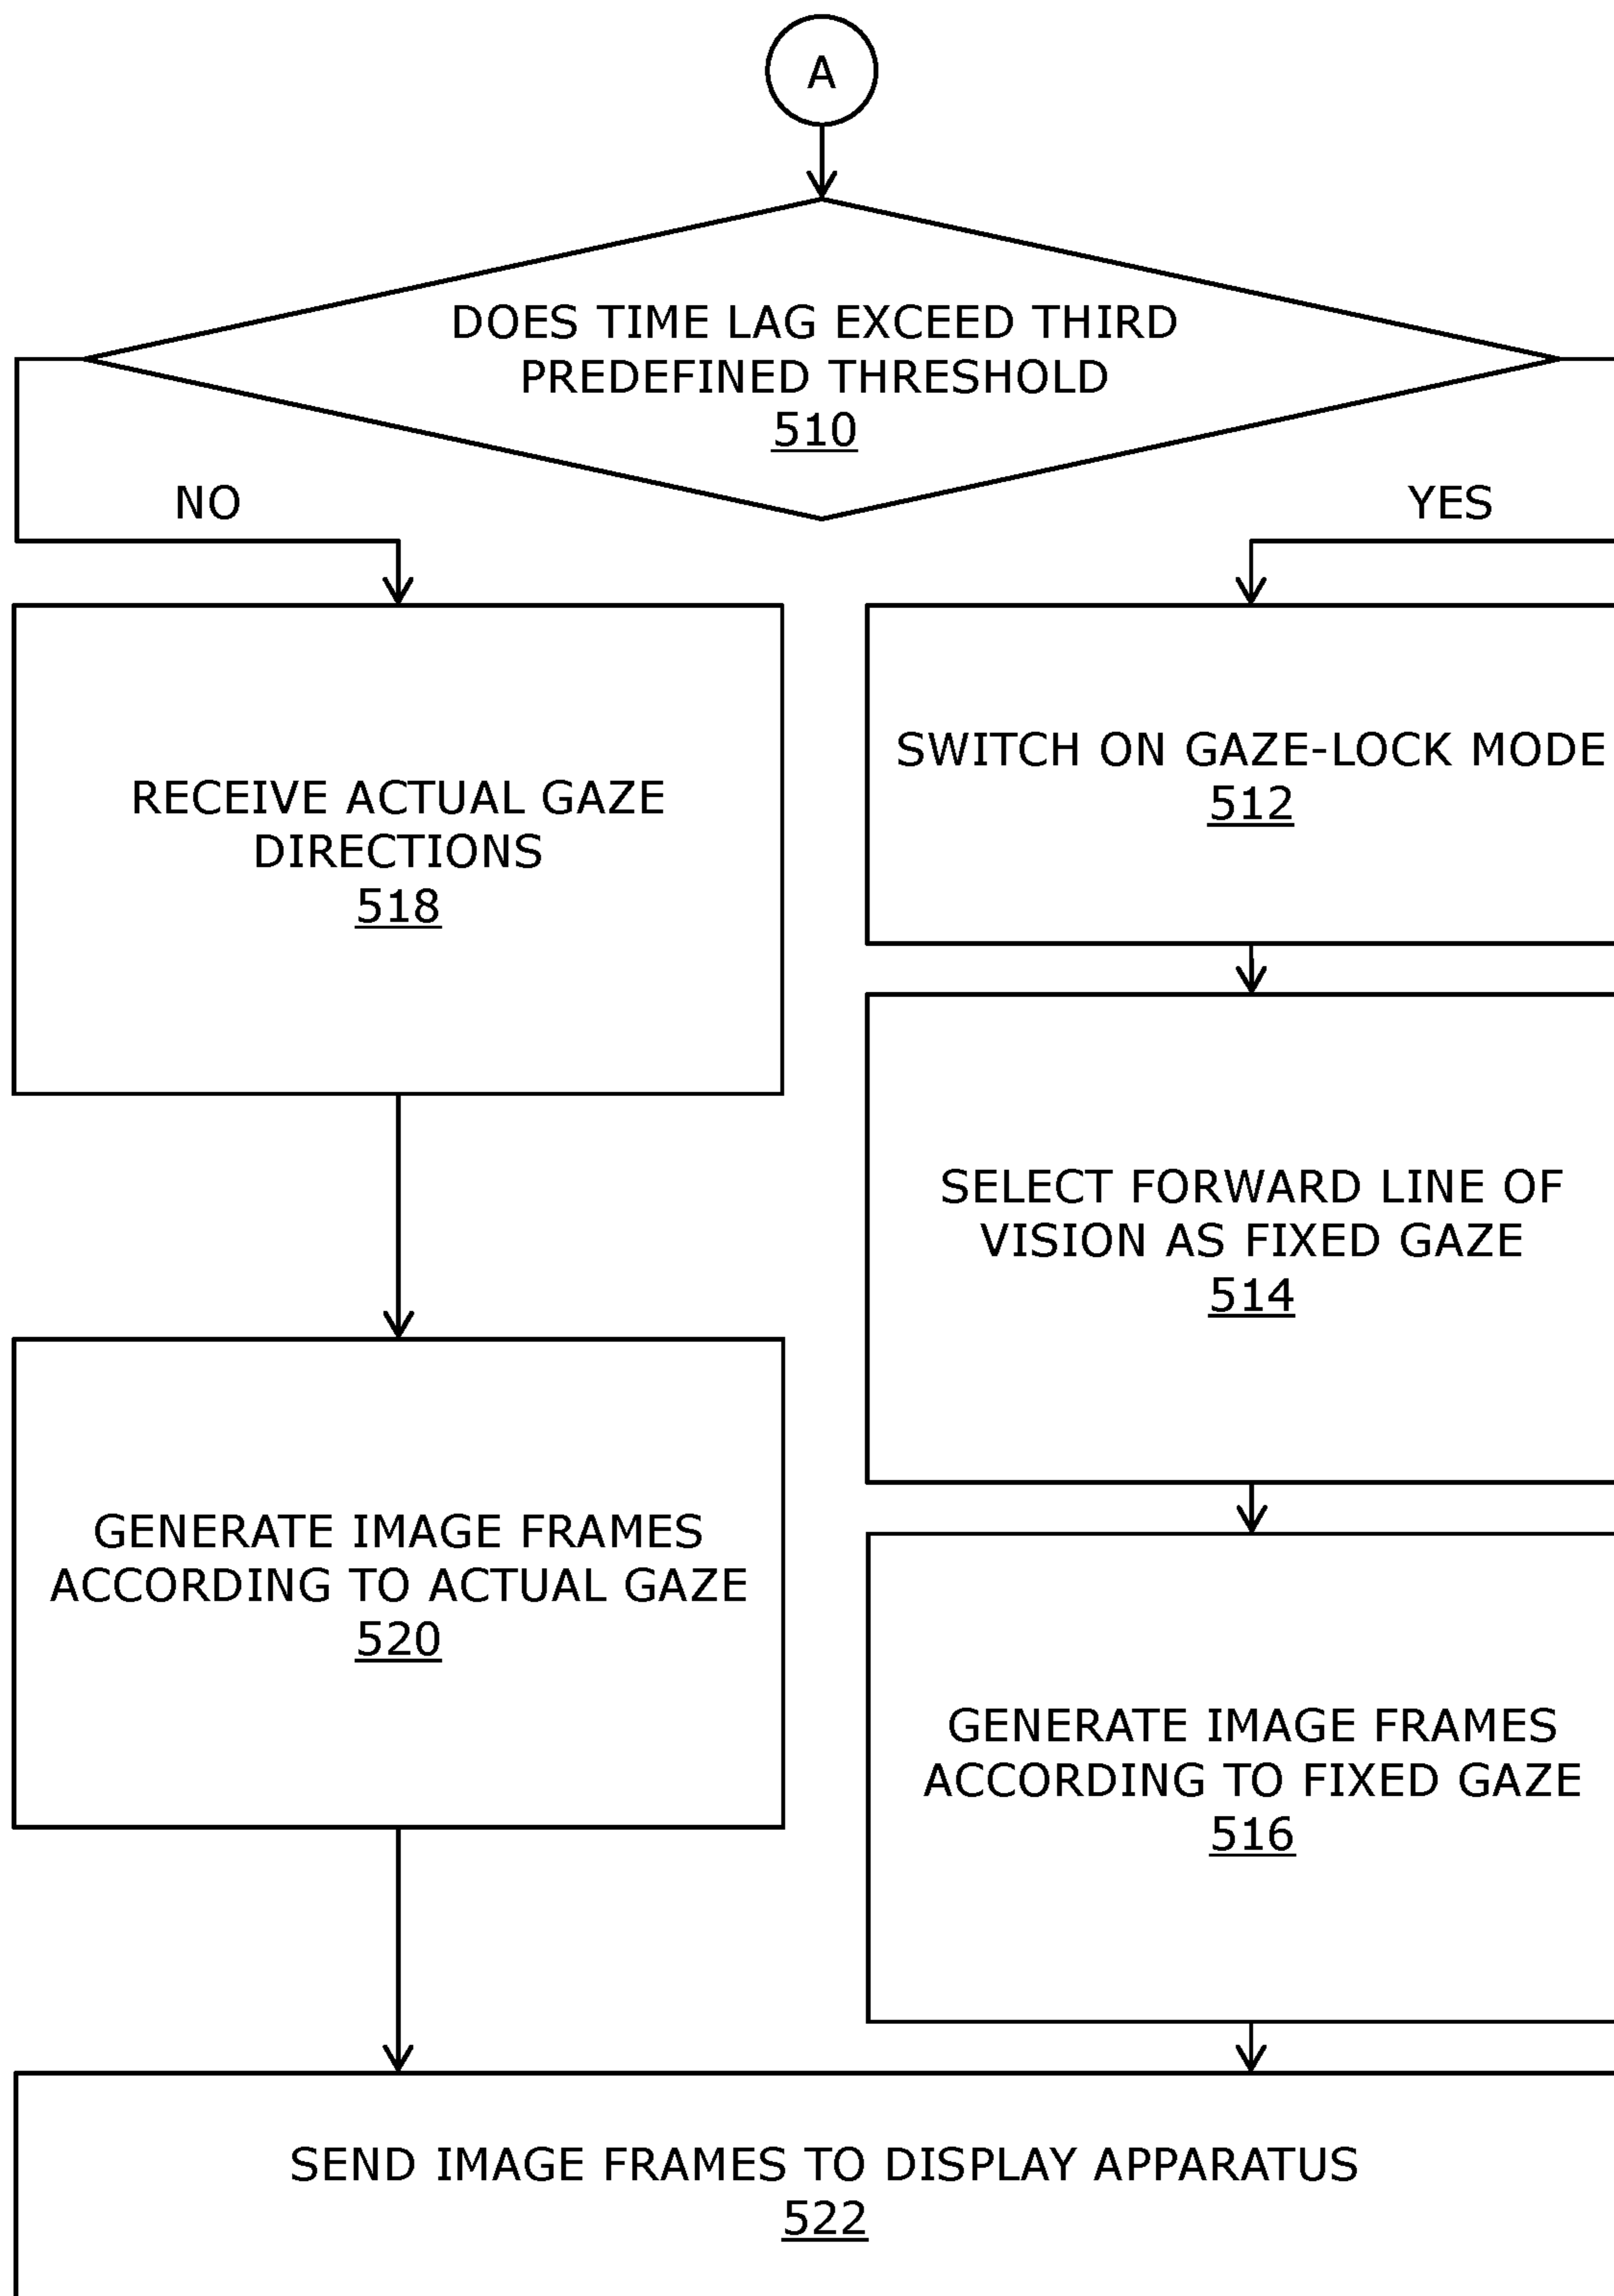 A
DOES TIME LAG EXCEED THIRD
PREDEFINED THRESHOLD
510
NO
YES
RECEIVE ACTUAL GAZE
DIRECTIONS
518
SWITCH ON GAZE-LOCK MODE
512
SELECT FORWARD LINE OF
VISION AS FIXED GAZE
514
GENERATE IMAGE FRAMES
ACCORDING TO ACTUAL GAZE
520
GENERATE IMAGE FRAMES
ACCORDING TO FIXED GAZE
516
SEND IMAGE FRAMES TO DISPLAY APPARATUS
522